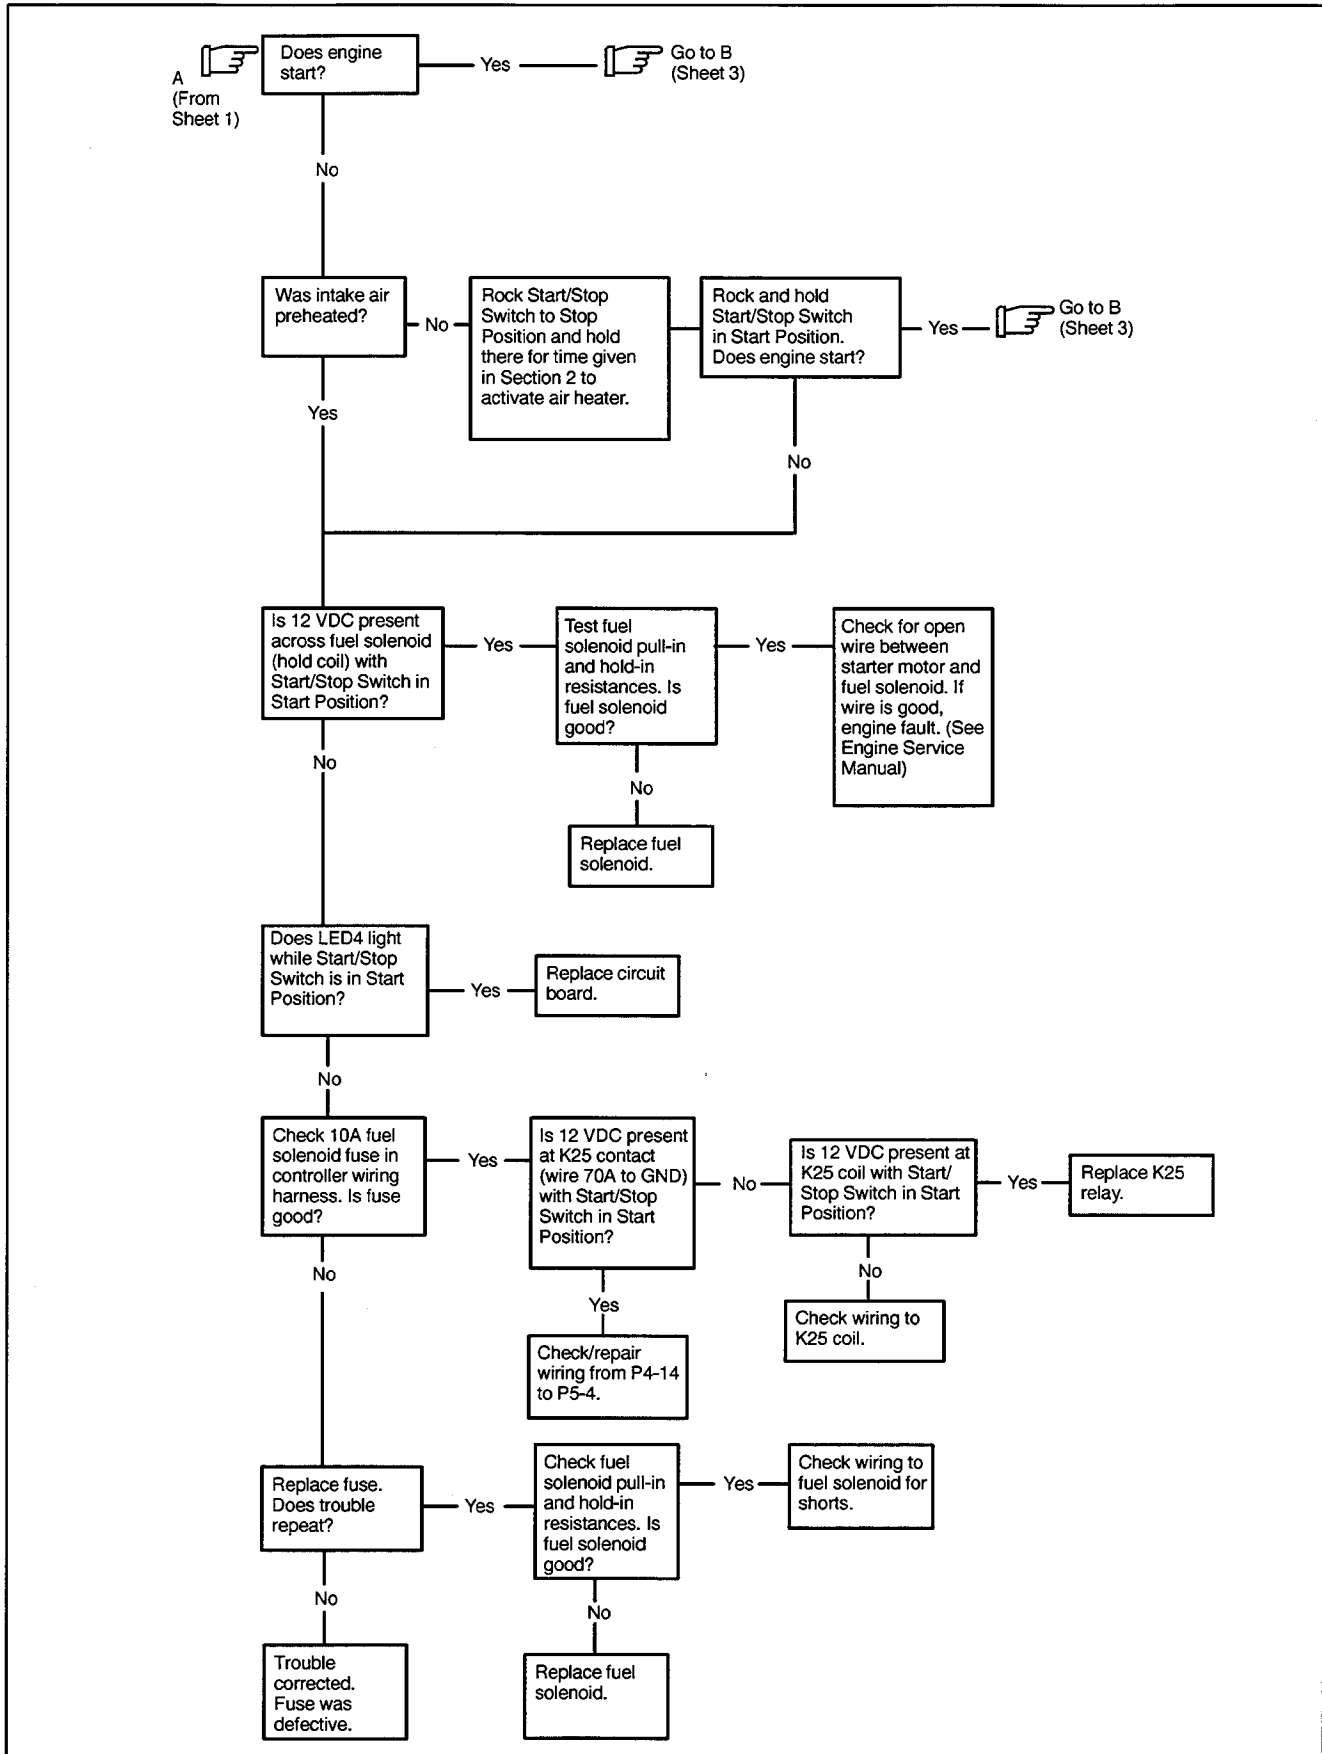 A
(From
Sheet 1)
Does engine
start?
Yes
Go to B
(Sheet 3)
No
Was intake air
preheated?
No
Rock Start/Stop
Switch to Stop
Position and hold
there for time given
in Section 2 to
activate air heater.
Rock and hold
Start/Stop Switch
in Start Position.
Does engine start?
Yes
Go to B
(Sheet 3)
Yes
No
Is 12 VDC present
across fuel solenoid
(hold coil) with
Start/Stop Switch in
Start Position?
Yes
Test fuel
solenoid pull-in
and hold-in
resistances. Is
fuel solenoid
good?
Yes
Check for open
wire between
starter motor and
fuel solenoid. If
wire is good,
engine fault. (See
Engine Service
Manual)
No
No
Replace fuel
solenoid.
Does LED4 light
while Start/Stop
Switch is in Start
Position?
Yes
Replace circuit
board.
No
Check 10A fuel
solenoid fuse in
controller wiring
harness. Is fuse
good?
Yes
Is 12 VDC present
at K25 contact
(wire 70A to GND)
with Start/Stop
Switch in Start
Position?
No
Is 12 VDC present at
K25 coil with Start/
Stop Switch in Start
Position?
Yes
Replace K25
relay.
No
Yes
No
Check/repair
wiring from P4-14
to P5-4.
Check wiring to
K25 coil.
Replace fuse.
Does trouble
repeat?
Yes
Check fuel
solenoid pull-in
and hold-in
resistances. Is
fuel solenoid
good?
Yes
Check wiring to
fuel solenoid for
shorts.
No
No
Trouble
corrected.
Fuse was
defective.
Replace fuel
solenoid.